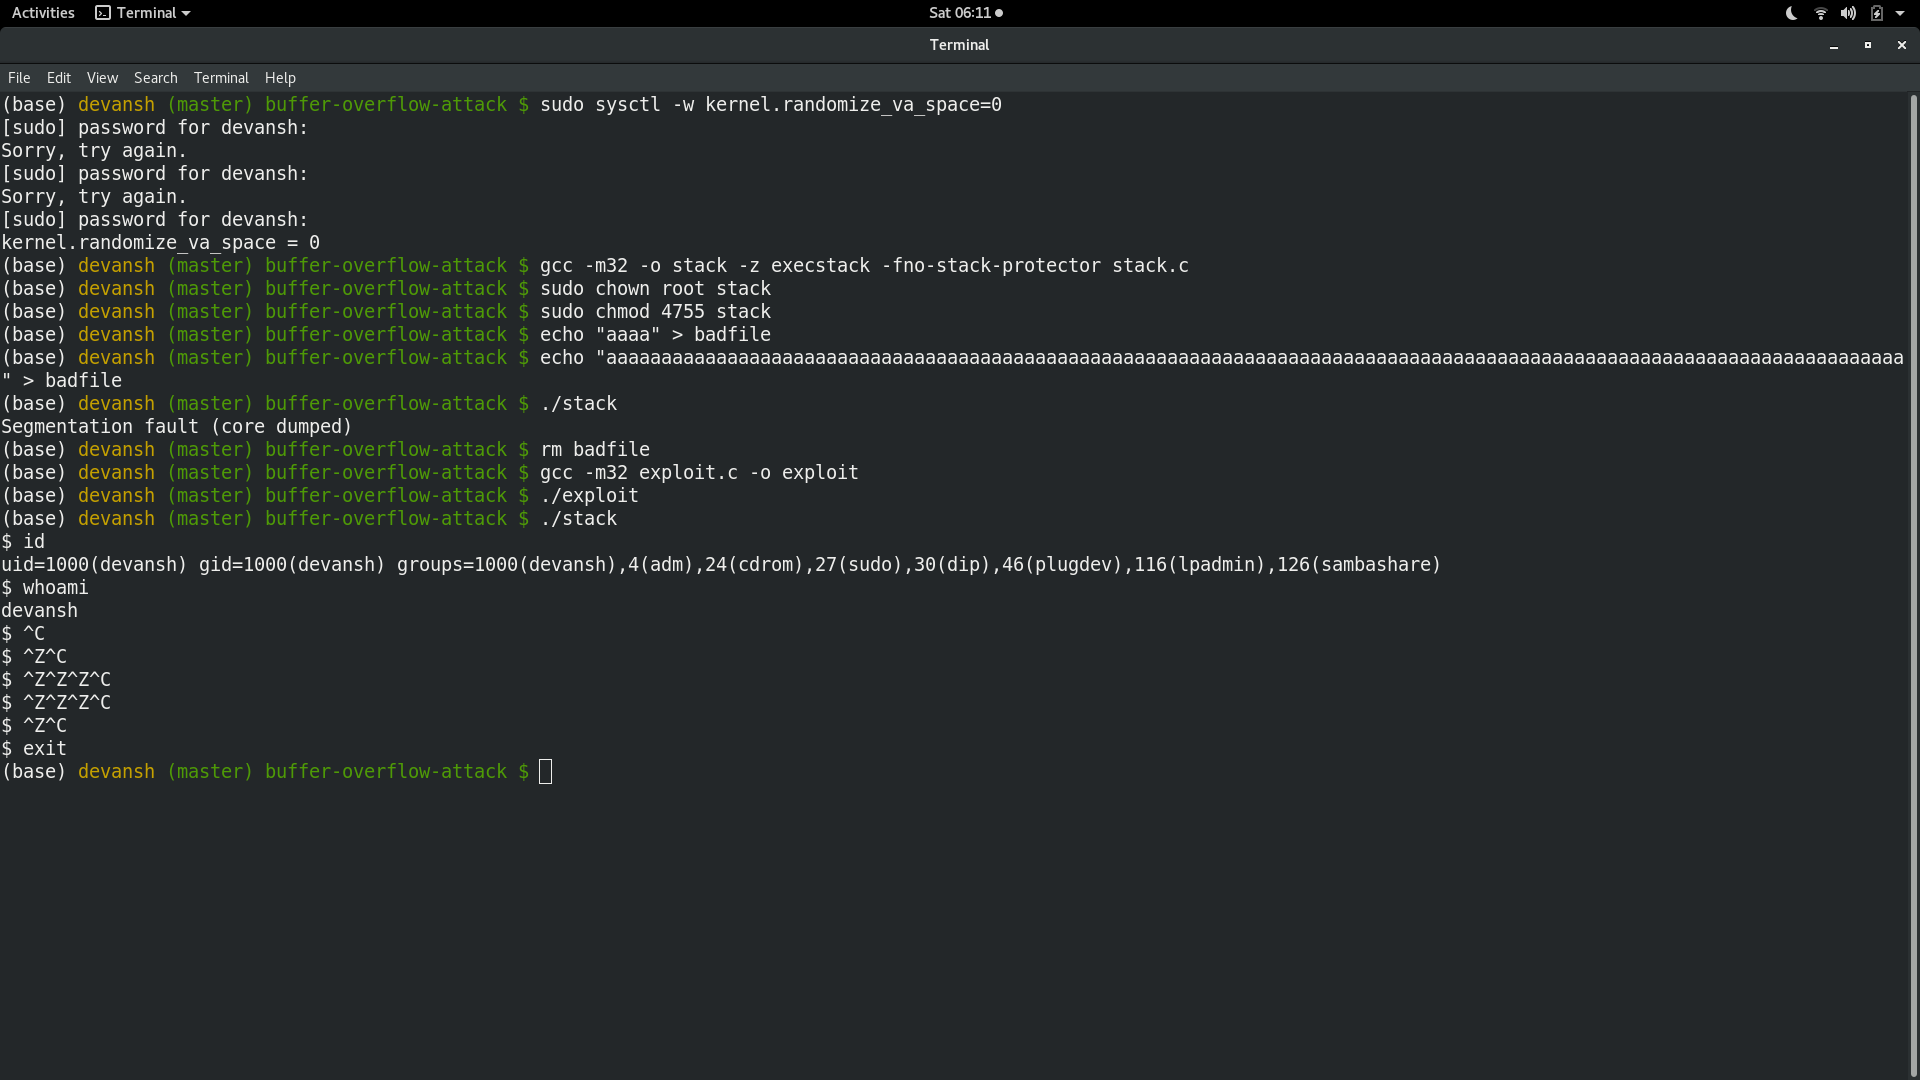 Activities Terminal Sat 06:11
Terminal
File Edit View Search Terminal Help
(base) devansh (master) buffer-overflow-attack $ sudo sysctl -w kernel.randomize_va_space=0
[sudo] password for devansh:
Sorry, try again.
[sudo] password for devansh:
Sorry, try again.
[sudo] password for devansh:
kernel.randomize_va_space = 0
(base) devansh (master) buffer-overflow-attack $ gcc -m32 -o stack -z execstack -fno-stack-protector stack.c
(base) devansh (master) buffer-overflow-attack $ sudo chown root stack
(base) devansh (master) buffer-overflow-attack $ sudo chmod 4755 stack
(base) devansh (master) buffer-overflow-attack $ echo "aaaa" > badfile
(base) devansh (master) buffer-overflow-attack $ echo "aaaaaaaaaaaaaaaaaaaaaaaaaaaaaaaaaaaaaaaaaaaaaaaaaaaaaaaaaaaaaaaaaaaaaaaaaaaaaaaaaaaaaaaaaaaaaaaaaaaaaaaaaaaaaaaaaaaaaa
" > badfile
(base) devansh (master) buffer-overflow-attack $ ./stack
Segmentation fault (core dumped)
(base) devansh (master) buffer-overflow-attack $ rm badfile
(base) devansh (master) buffer-overflow-attack $ gcc -m32 exploit.c -o exploit
(base) devansh (master) buffer-overflow-attack $ ./exploit
(base) devansh (master) buffer-overflow-attack $ ./stack
$ id
uid=1000(devansh) gid=1000(devansh) groups=1000(devansh),4(adm),24(cdrom),27(sudo),30(dip),46(plugdev),116(lpadmin),126(sambashare)
$ whoami
devansh
$ ^C
$ ^Z^C
$ ^Z^Z^Z^C
$ ^Z^Z^Z^C
$ ^Z^C
$ exit
(base) devansh (master) buffer-overflow-attack $